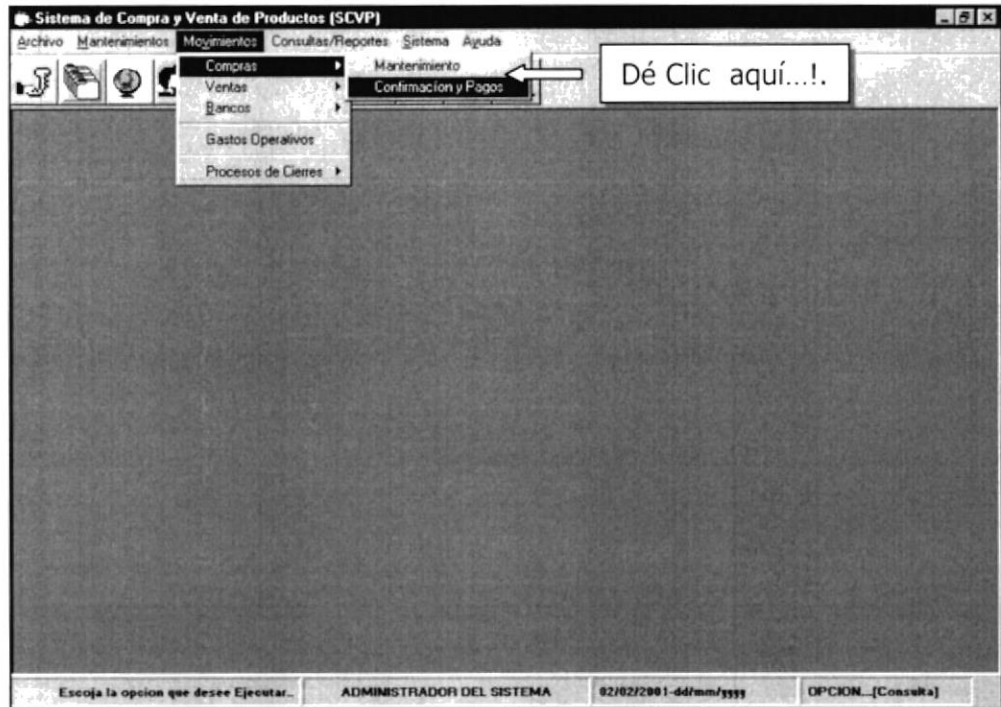 Sistema de Compra y Venta de Productos (SCVP)
Archivo Mantenimientos Movimientos Consultas/Reportes Sistema Ayuda
Compras
Ventas
Bancos
Gastos Operativos
Procesos de Cierres
Mantenimiento
Confirmacion y Pagos
Dé Clic aquí...!.
Escoja la opcion que desee Ejecutar..
ADMINISTRADOR DEL SISTEMA
02/02/2001-dd/mm/yyyy
OPCION...[Consulta]